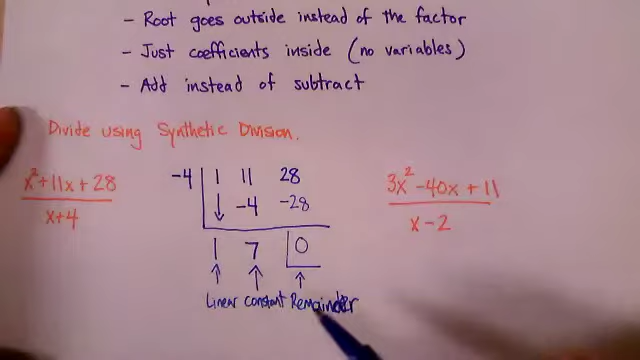 - Root goes outside instead of the factor
- Just coefficients inside (no variables)
- Add instead of subtract
Divide using Synthetic Division.
x²+11x+28
x+4
-4 1 11 28
↓ -4 -28
1 7 0
↑ ↑ ↑
Linear constant Remainder
3x²-40x+11
x-2